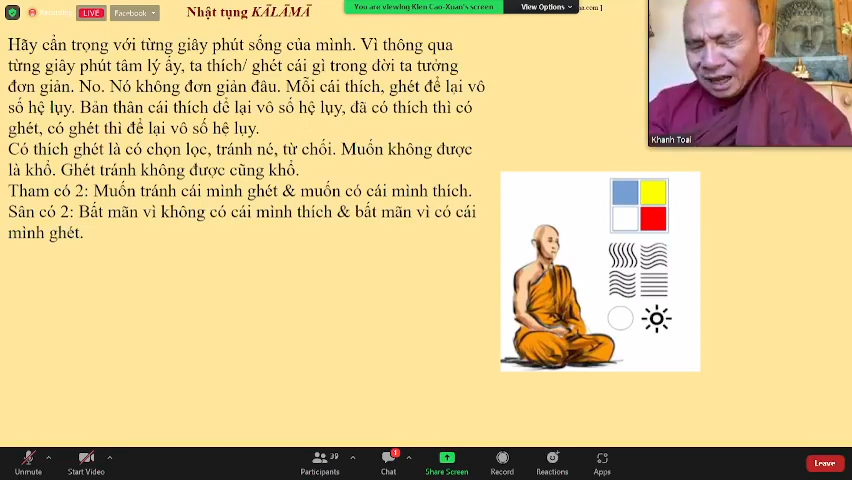 Recording
LIVE
Facebook
Nhật tụng KĀLĀMĀ
You are viewing Kien Cao-Xuan's screen
View Options
.com ]
Hãy cẩn trọng với từng giây phút sống của mình. Vì thông qua
từng giây phút tâm lý ấy, ta thích/ ghét cái gì trong đời ta tưởng
đơn giản. No. Nó không đơn giản đâu. Mỗi cái thích, ghét để lại vô
số hệ lụy. Bản thân cái thích để lại vô số hệ lụy, đã có thích thì có
ghét, có ghét thì để lại vô số hệ lụy.
Có thích ghét là có chọn lọc, tránh né, từ chối. Muốn không được
là khổ. Ghét tránh không được cũng khổ.
Tham có 2: Muốn tránh cái mình ghét & muốn có cái mình thích.
Sân có 2: Bất mãn vì không có cái mình thích & bất mãn vì có cái
mình ghét.
Khanh Toai
Unmute
Start Video
39
Participants
1
Chat
Share Screen
Record
Reactions
Apps
Leave